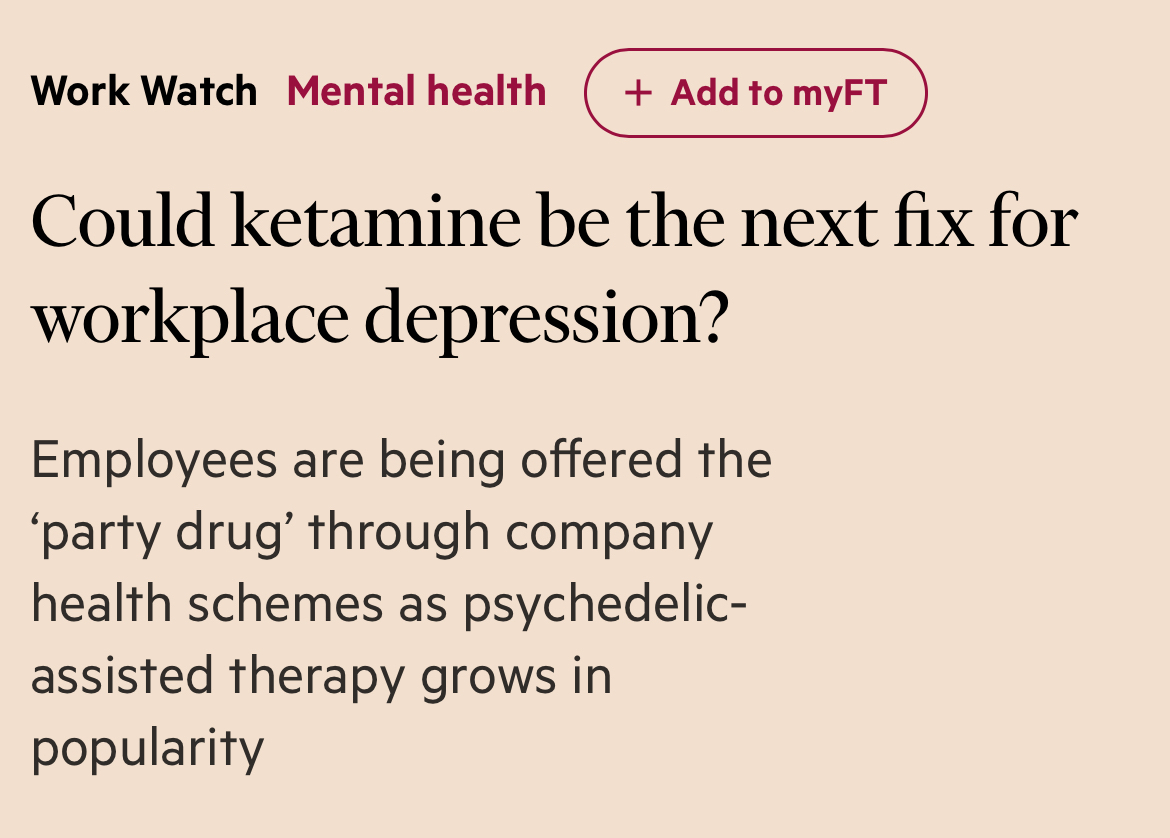 Work Watch Mental health + Add to myFT
Could ketamine be the next fix for
workplace depression?
Employees are being offered the
‘party drug’ through company
health schemes as psychedelic-
assisted therapy grows in
popularity